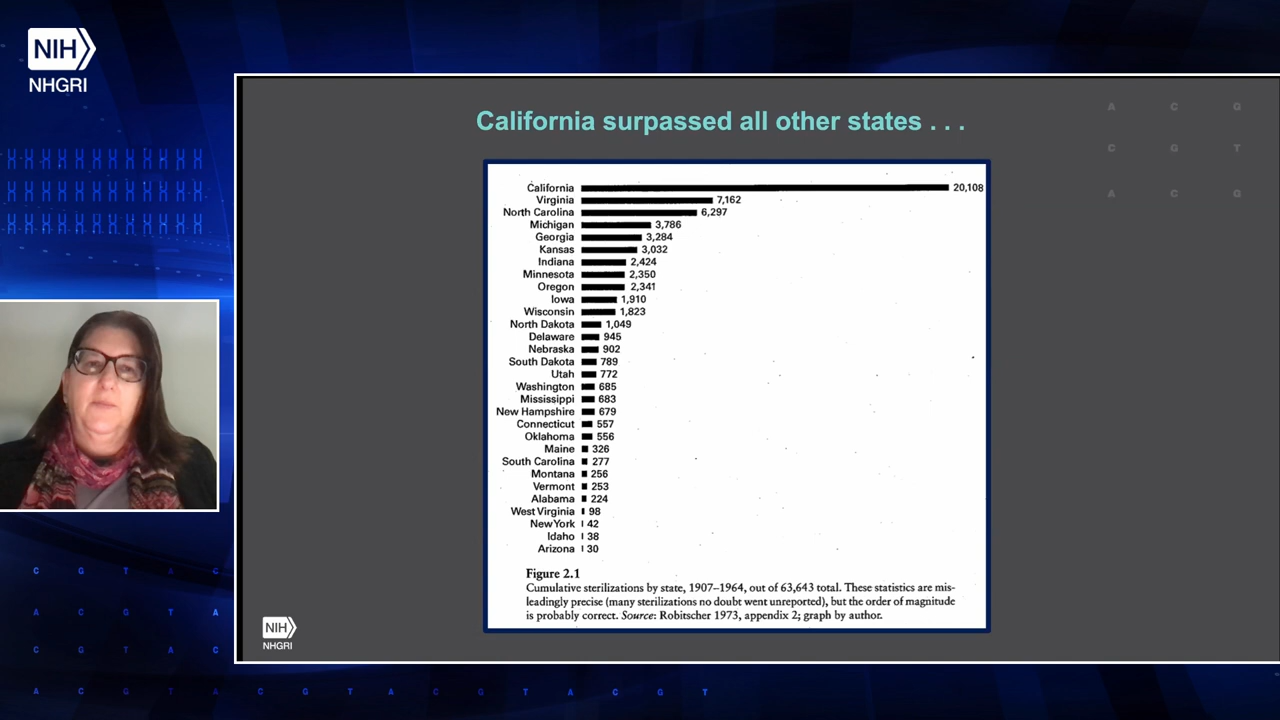 NIH
NHGRI
A C G
C G T
A C G
California surpassed all other states . . .
California 20,108
Virginia 7,162
North Carolina 6,297
Michigan 3,786
Georgia 3,284
Kansas 3,032
Indiana 2,424
Minnesota 2,350
Oregon 2,341
Iowa 1,910
Wisconsin 1,823
North Dakota 1,049
Delaware 945
Nebraska 902
South Dakota 789
Utah 772
Washington 685
Mississippi 683
New Hampshire 679
Connecticut 557
Oklahoma 556
Maine 326
South Carolina 277
Montana 256
Vermont 253
Alabama 224
West Virginia 98
New York 42
Idaho 38
Arizona 30
Figure 2.1
Cumulative sterilizations by state, 1907–1964, out of 63,643 total. These statistics are mis-
leadingly precise (many sterilizations no doubt went unreported), but the order of magnitude
is probably correct. Source: Robitscher 1973, appendix 2; graph by author.
NIH
NHGRI
C G T A C
A C G T A
C G T A C
A C G T A C G T A C G T A C G T